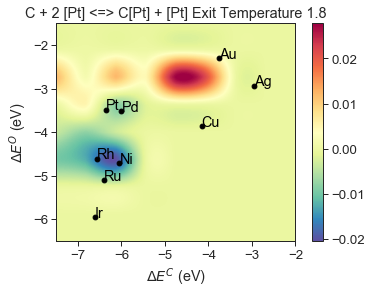 C + 2 [Pt] <=> C[Pt] + [Pt] Exit Temperature 1.8
−2
−3
−4
−5
−6
ΔE^O (eV)
Au
Ag
Pt
Pd
Cu
Rh
Ni
Ru
Ir
−7 −6 −5 −4 −3 −2
ΔE^C (eV)
0.02
0.01
0.00
−0.01
−0.02